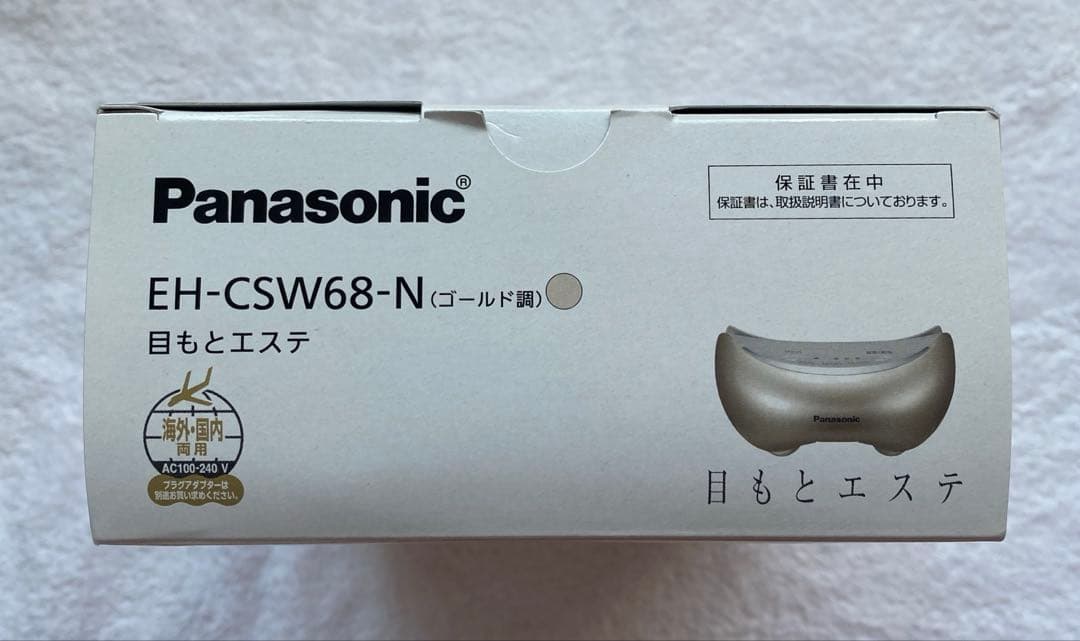 Panasonic®
EH-CSW68-N(ゴールド調)
目もとエステ
海外・国内
両用
AC100-240 V
プラグアダプターは
別途お買い求めください。
保証書在中
保証書は、取扱説明書についております。
Panasonic
目もとエステ